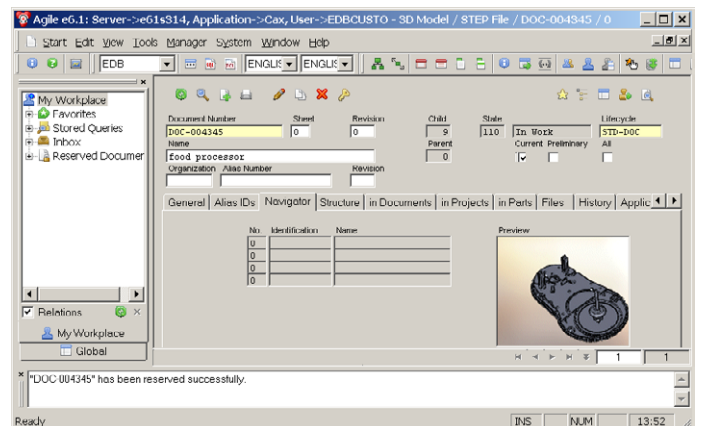 Agile e6.1: Server->e61s314, Application->Cax, User->EDBCUSTO - 3D Model / STEP File / DOC-004345 / 0
Start Edit View Tools Manager System Window Help
EDB ENGLIS ENGLIS
My Workplace
Favorites
Stored Queries
Inbox
Reserved Documer
Document Number Sheet Revision Child State Lifecycle
DOC-004345 0 0 9 110 In Work STD-DOC
Name Parent Current Preliminary All
food processor 0
Organization Alias Number Revision
General Alias IDs Navigator Structure in Documents in Projects in Parts Files History Applic
No. Identification Name Preview
0
0
0
0
Relations
My Workplace
Global
1 1
"DOC-004345" has been reserved successfully.
Ready INS NUM 13:52